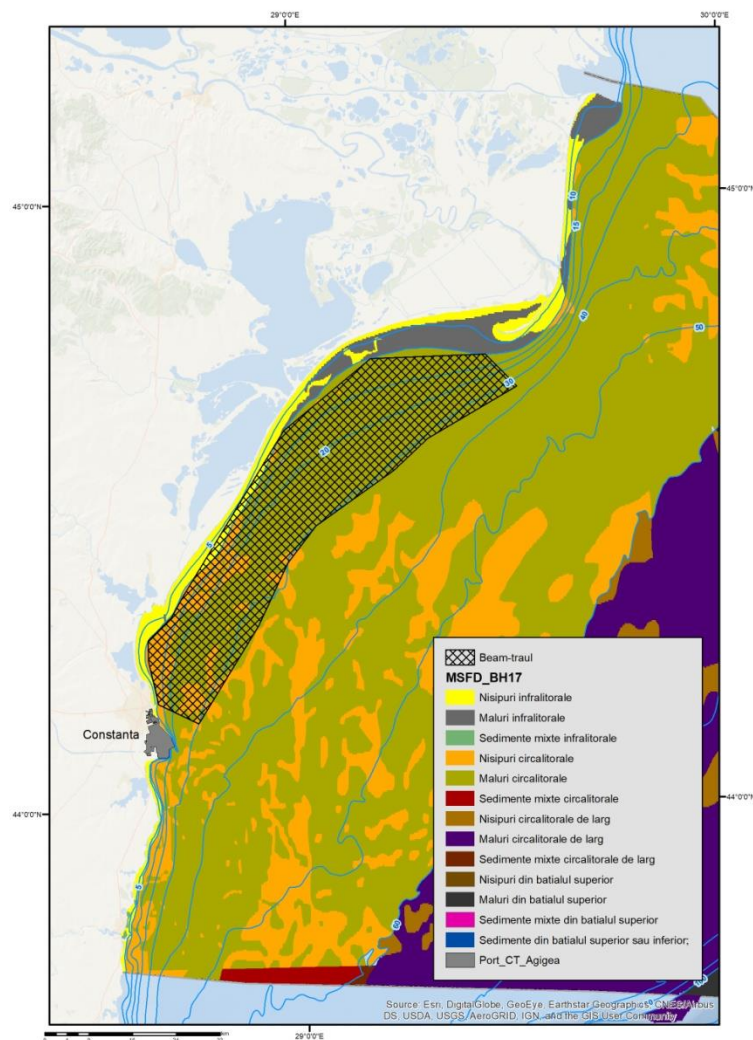 29°0'0"E
30°0'0"E
45°0'0"N
45°0'0"N
10
15
40
50
30
20
5
Beam-traul
MSFD_BH17
Nisipuri infralitorale
Maluri infralitorale
Sedimente mixte infralitorale
Nisipuri circalitorale
Maluri circalitorale
Sedimente mixte circalitorale
Nisipuri circalitorale de larg
Maluri circalitorale de larg
Sedimente mixte circalitorale de larg
Nisipuri din batialul superior
Maluri din batialul superior
Sedimente mixte din batialul superior
Sedimente din batialul superior sau inferior;
Port_CT_Agigea
Constanta
44°0'0"N
44°0'0"N
5
60
Source: Esri, DigitalGlobe, GeoEye, Earthstar Geographics, CNES/Airbus
DS, USDA, USGS, AeroGRID, IGN, and the GIS User Community
29°0'0"E